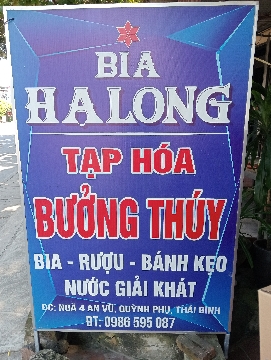 BIA
HALONG
TẠP HÓA
BƯỞNG THÚY
BIA - RƯỢU - BÁNH KẸO
NƯỚC GIẢI KHÁT
ĐC: NGÃ 4 AN VŨ, QUỲNH PHỤ, THÁI BÌNH
ĐT: 0986 595 087